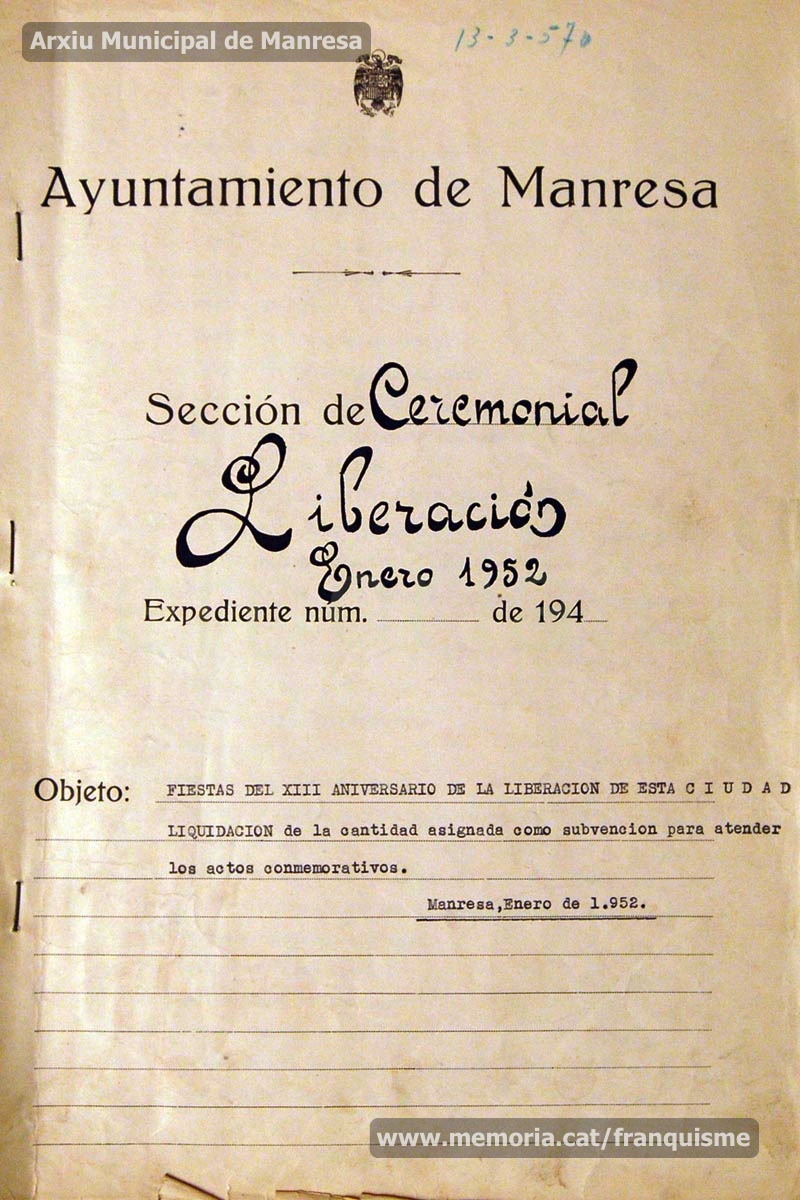 Arxiu Municipal de Manresa
13-3-570
Ayuntamiento de Manresa
Sección de Ceremonial
Liberación
Enero 1952
Expediente núm. de 194
Objeto: FIESTAS DEL XIII ANIVERSARIO DE LA LIBERACION DE ESTA C I U D A D
LIQUIDACION de la cantidad asignada como subvencion para atender
los actos conmemorativos.
Manresa,Enero de 1.952.
www.memoria.cat/franquisme